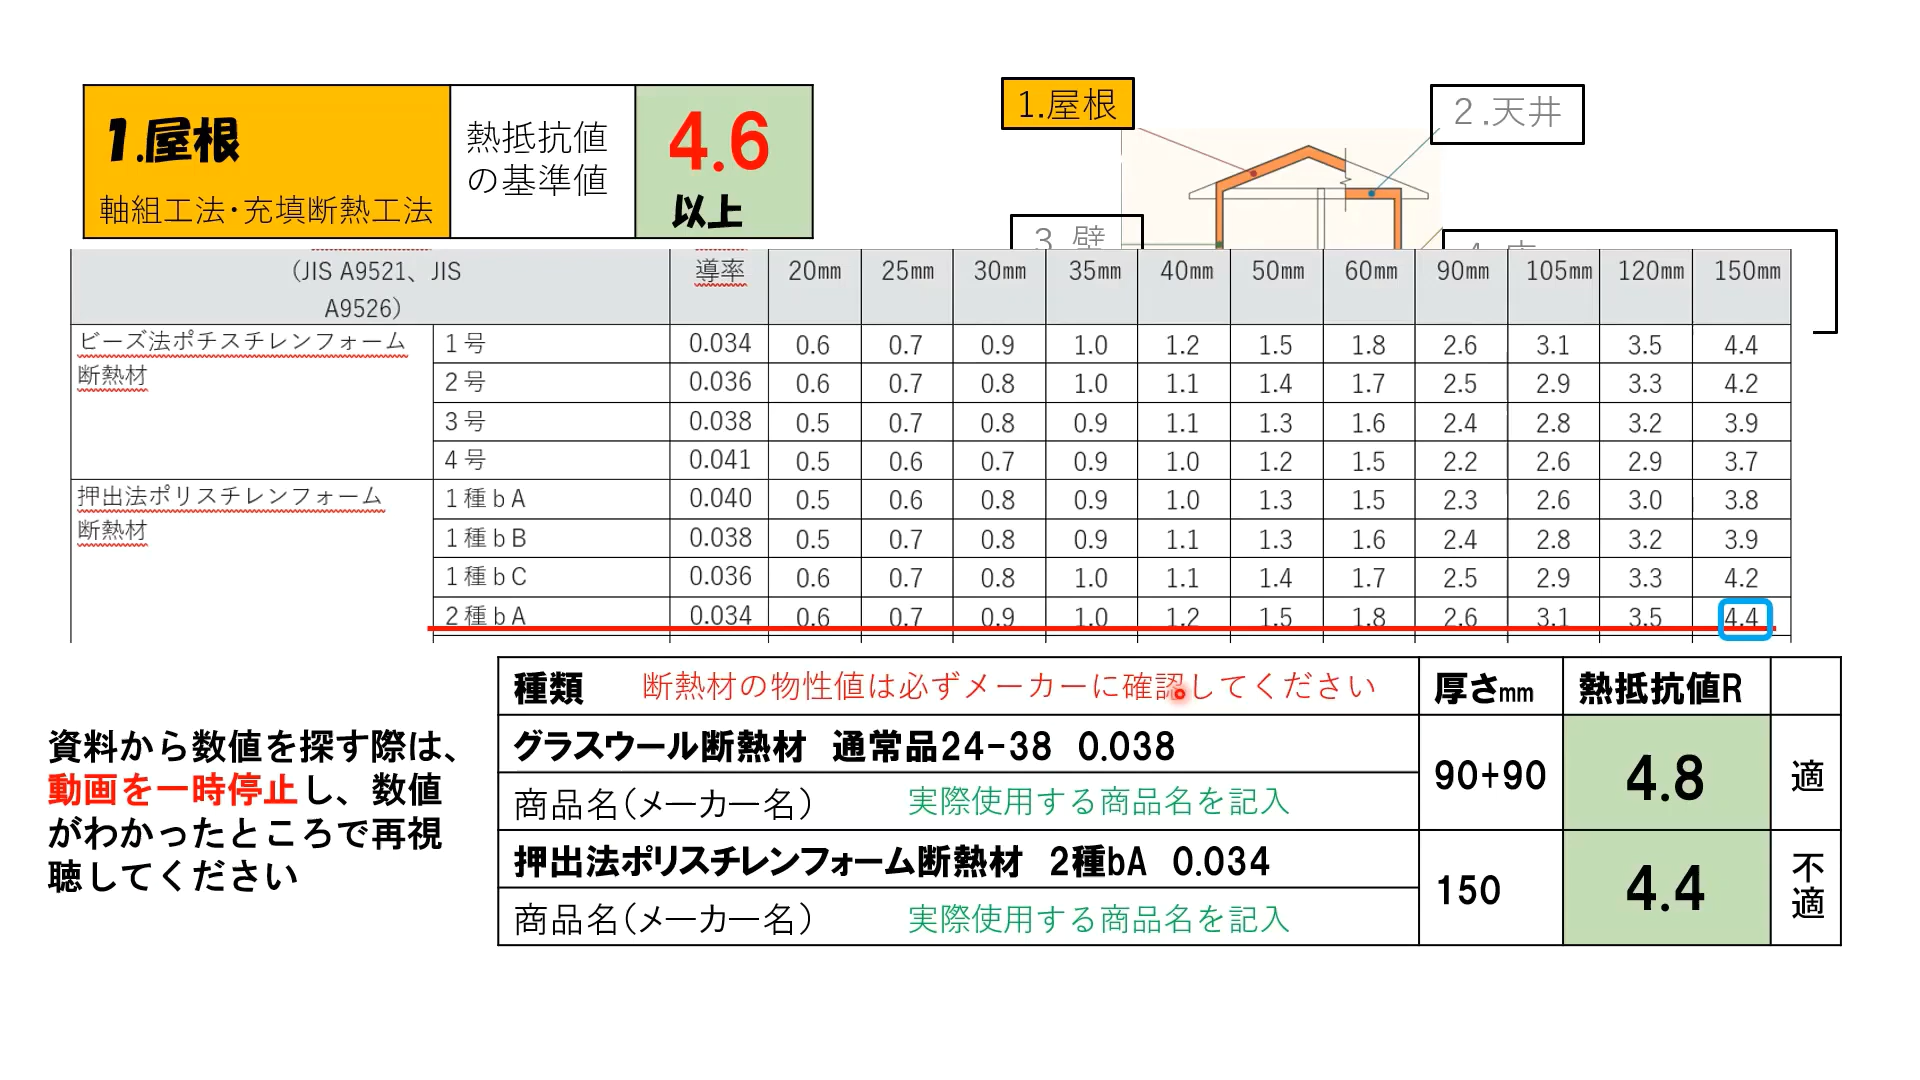 1.屋根
軸組工法・充填断熱工法
熱抵抗値
の基準値
4.6
以上
1.屋根
2.天井
3 壁
(JIS A9521、JIS
A9526)
導率 20mm 25mm 30mm 35mm 40mm 50mm 60mm 90mm 105mm 120mm 150mm
ビーズ法ポチスチレンフォーム
断熱材
1号 0.034 0.6 0.7 0.9 1.0 1.2 1.5 1.8 2.6 3.1 3.5 4.4
2号 0.036 0.6 0.7 0.8 1.0 1.1 1.4 1.7 2.5 2.9 3.3 4.2
3号 0.038 0.5 0.7 0.8 0.9 1.1 1.3 1.6 2.4 2.8 3.2 3.9
4号 0.041 0.5 0.6 0.7 0.9 1.0 1.2 1.5 2.2 2.6 2.9 3.7
押出法ポリスチレンフォーム
断熱材
1種bA 0.040 0.5 0.6 0.8 0.9 1.0 1.3 1.5 2.3 2.6 3.0 3.8
1種bB 0.038 0.5 0.7 0.8 0.9 1.1 1.3 1.6 2.4 2.8 3.2 3.9
1種bC 0.036 0.6 0.7 0.8 1.0 1.1 1.4 1.7 2.5 2.9 3.3 4.2
2種bA 0.034 0.6 0.7 0.9 1.0 1.2 1.5 1.8 2.6 3.1 3.5 4.4
資料から数値を探す際は、
動画を一時停止し、数値
がわかったところで再視
聴してください
種類 断熱材の物性値は必ずメーカーに確認してください 厚さmm 熱抵抗値R
グラスウール断熱材 通常品24-38 0.038
商品名(メーカー名) 実際使用する商品名を記入
90+90 4.8 適
押出法ポリスチレンフォーム断熱材 2種bA 0.034
商品名(メーカー名) 実際使用する商品名を記入
150 4.4 不適